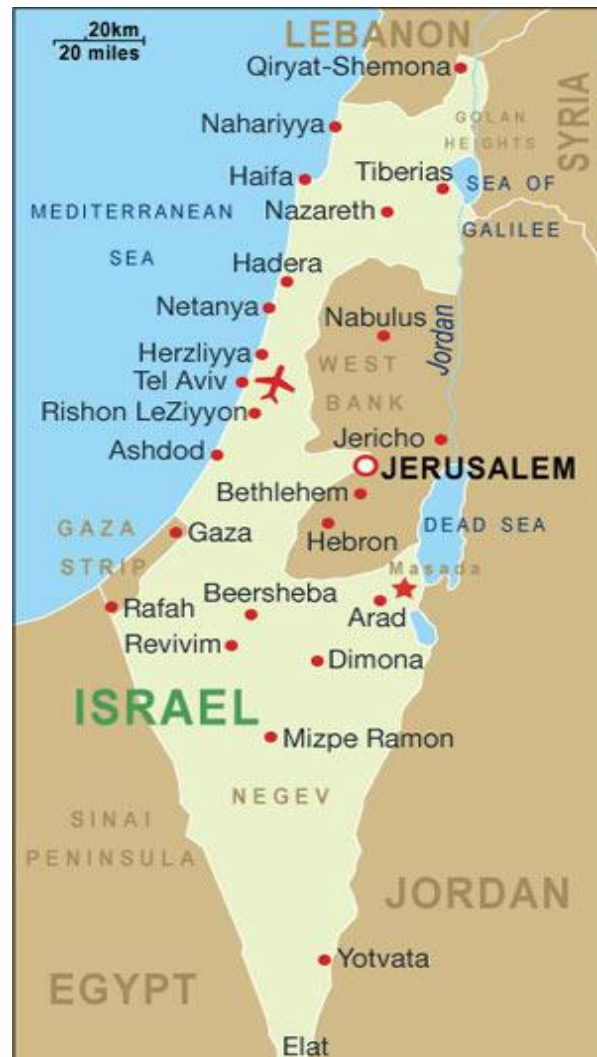 20km
20 miles
LEBANON
Qiryat-Shemona
SYRIA
GOLAN
HEIGHTS
Nahariyya
Haifa
Tiberias
SEA OF
GALILEE
MEDITERRANEAN
SEA
Nazareth
Hadera
Netanya
Nabulus
Jordan
Herzliyya
WEST
BANK
Tel Aviv
Rishon LeZiyyon
Jericho
Ashdod
JERUSALEM
Bethlehem
GAZA
STRIP
Gaza
Hebron
DEAD SEA
Masada
Rafah
Beersheba
Arad
Revivim
Dimona
ISRAEL
Mizpe Ramon
NEGEV
SINAI
PENINSULA
JORDAN
Yotvata
EGYPT
Elat